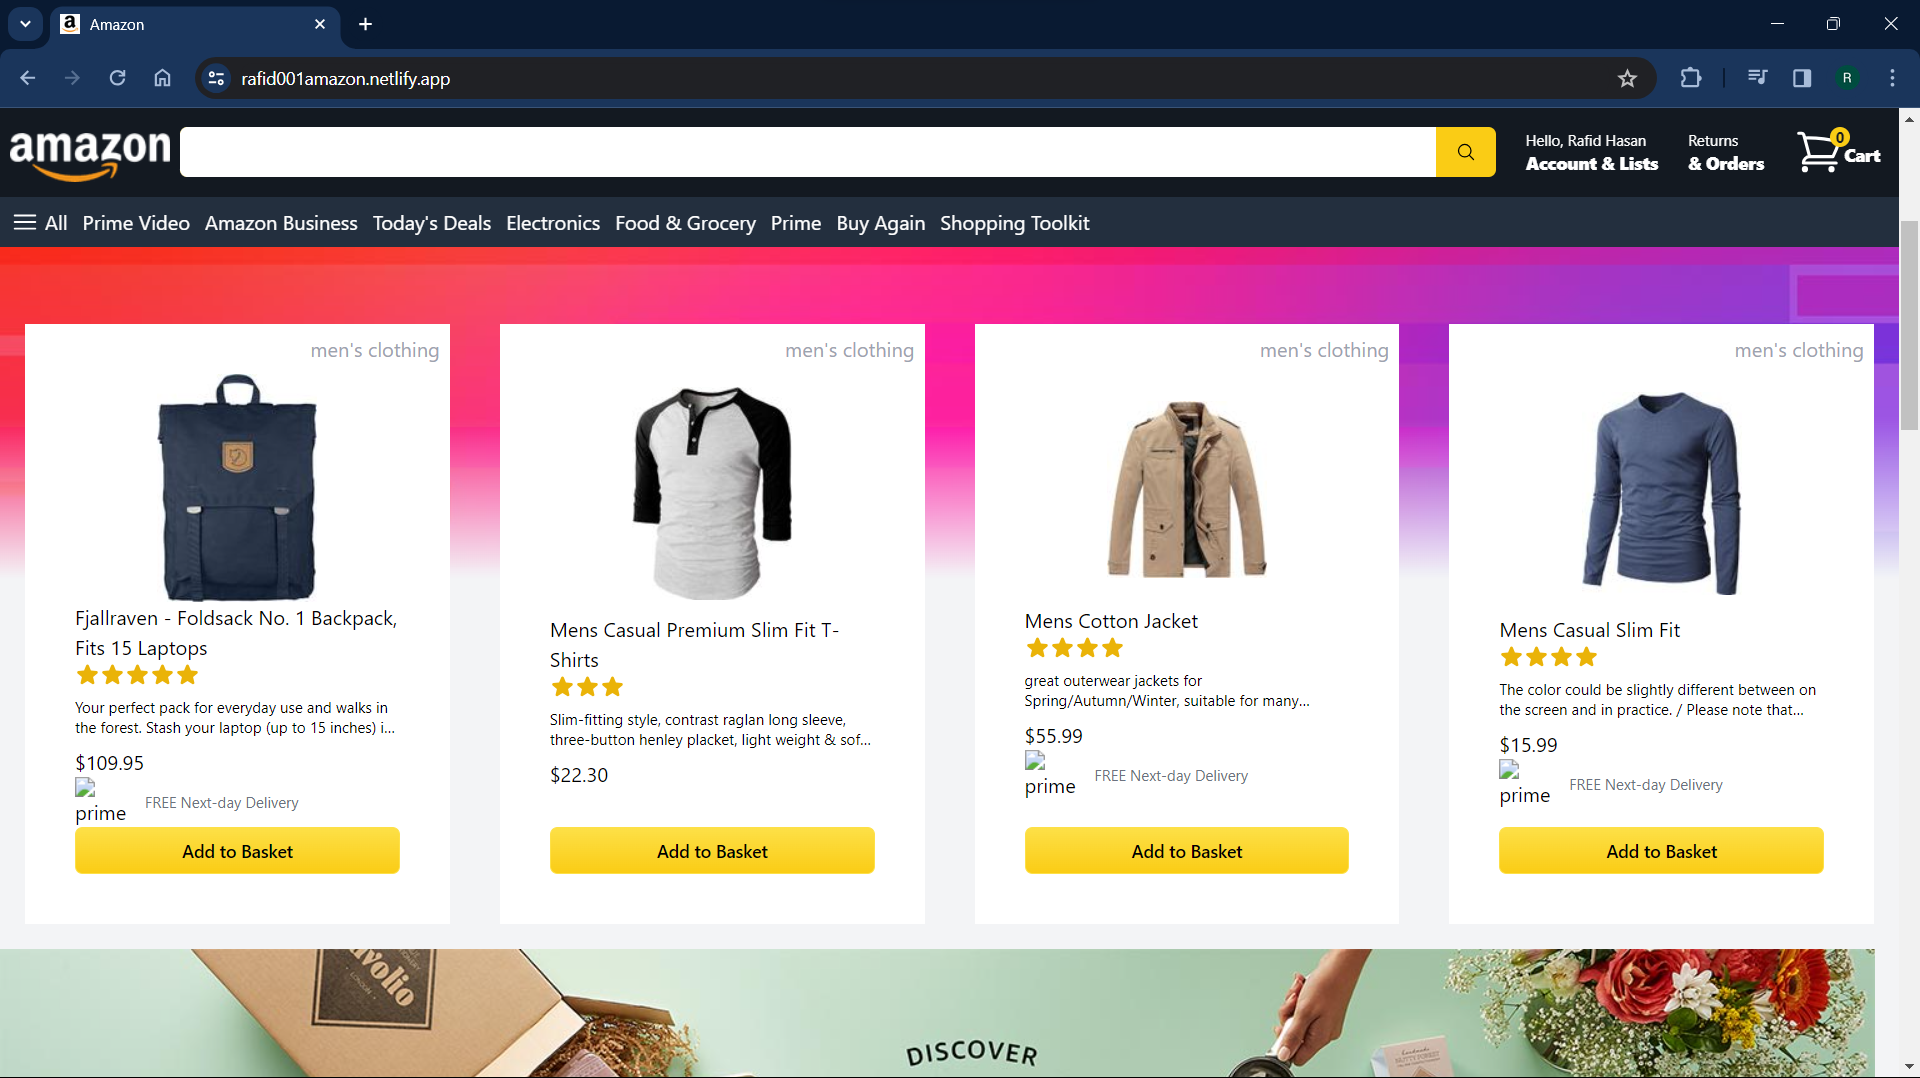 Amazon
rafid001amazon.netlify.app
R
amazon
Hello, Rafid Hasan
Account & Lists
Returns
& Orders
0
Cart
All Prime Video Amazon Business Today's Deals Electronics Food & Grocery Prime Buy Again Shopping Toolkit
men's clothing
Fjallraven - Foldsack No. 1 Backpack,
Fits 15 Laptops
Your perfect pack for everyday use and walks in
the forest. Stash your laptop (up to 15 inches) i...
$109.95
prime
FREE Next-day Delivery
Add to Basket
men's clothing
Mens Casual Premium Slim Fit T-
Shirts
Slim-fitting style, contrast raglan long sleeve,
three-button henley placket, light weight & sof...
$22.30
Add to Basket
men's clothing
Mens Cotton Jacket
great outerwear jackets for
Spring/Autumn/Winter, suitable for many...
$55.99
prime
FREE Next-day Delivery
Add to Basket
men's clothing
Mens Casual Slim Fit
The color could be slightly different between on
the screen and in practice. / Please note that...
$15.99
prime
FREE Next-day Delivery
Add to Basket
LONDON
DISCOVER